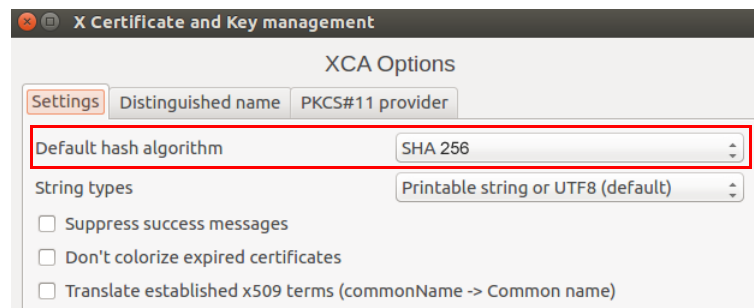 X Certificate and Key management
XCA Options
Settings Distinguished name PKCS#11 provider
Default hash algorithm SHA 256
String types Printable string or UTF8 (default)
Suppress success messages
Don't colorize expired certificates
Translate established x509 terms (commonName -> Common name)